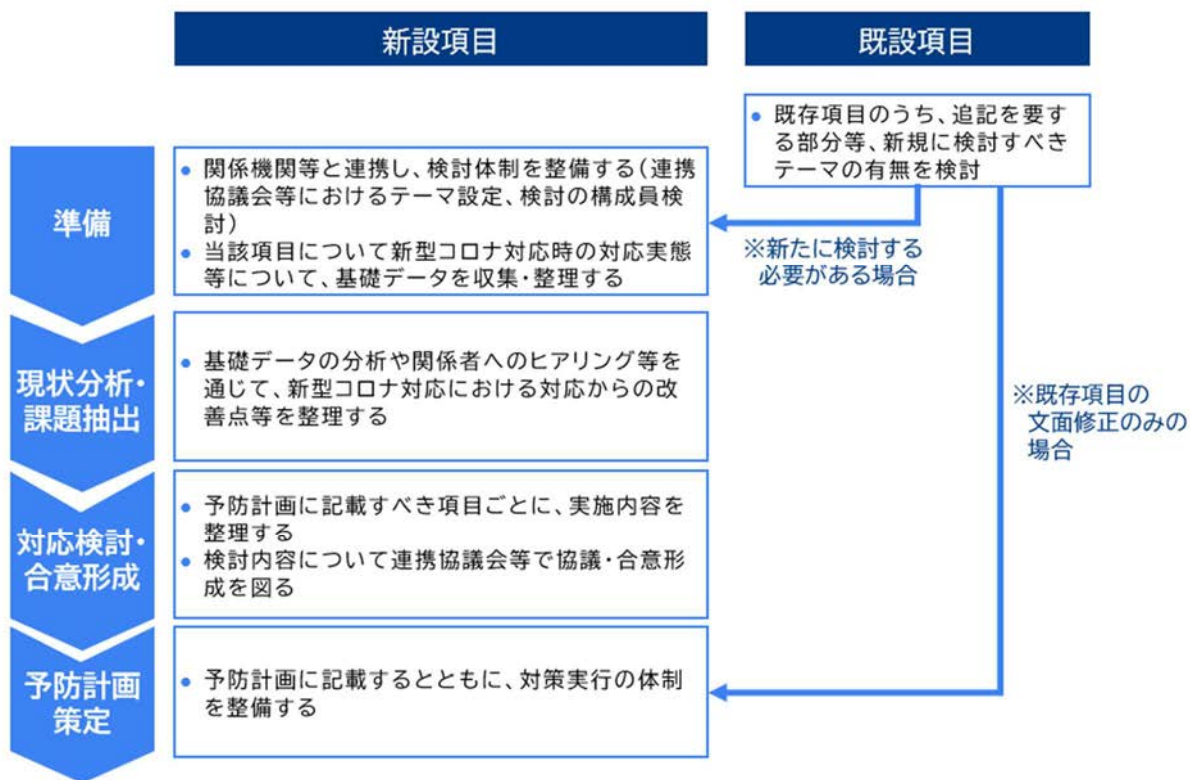 新設項目
既設項目
● 既存項目のうち、追記を要す
る部分等、新規に検討すべき
テーマの有無を検討
準備
● 関係機関等と連携し、検討体制を整備する（連携
協議会等におけるテーマ設定、検討の構成員検
討）
● 当該項目について新型コロナ対応時の対応実態
等について、基礎データを収集・整理する
※新たに検討する
必要がある場合
現状分析・
課題抽出
● 基礎データの分析や関係者へのヒアリング等を
通じて、新型コロナ対応における対応からの改
善点等を整理する
※既存項目の
文面修正のみの
場合
対応検討・
合意形成
● 予防計画に記載すべき項目ごとに、実施内容を
整理する
● 検討内容について連携協議会等で協議・合意形
成を図る
予防計画
策定
● 予防計画に記載するとともに、対策実行の体制
を整備する